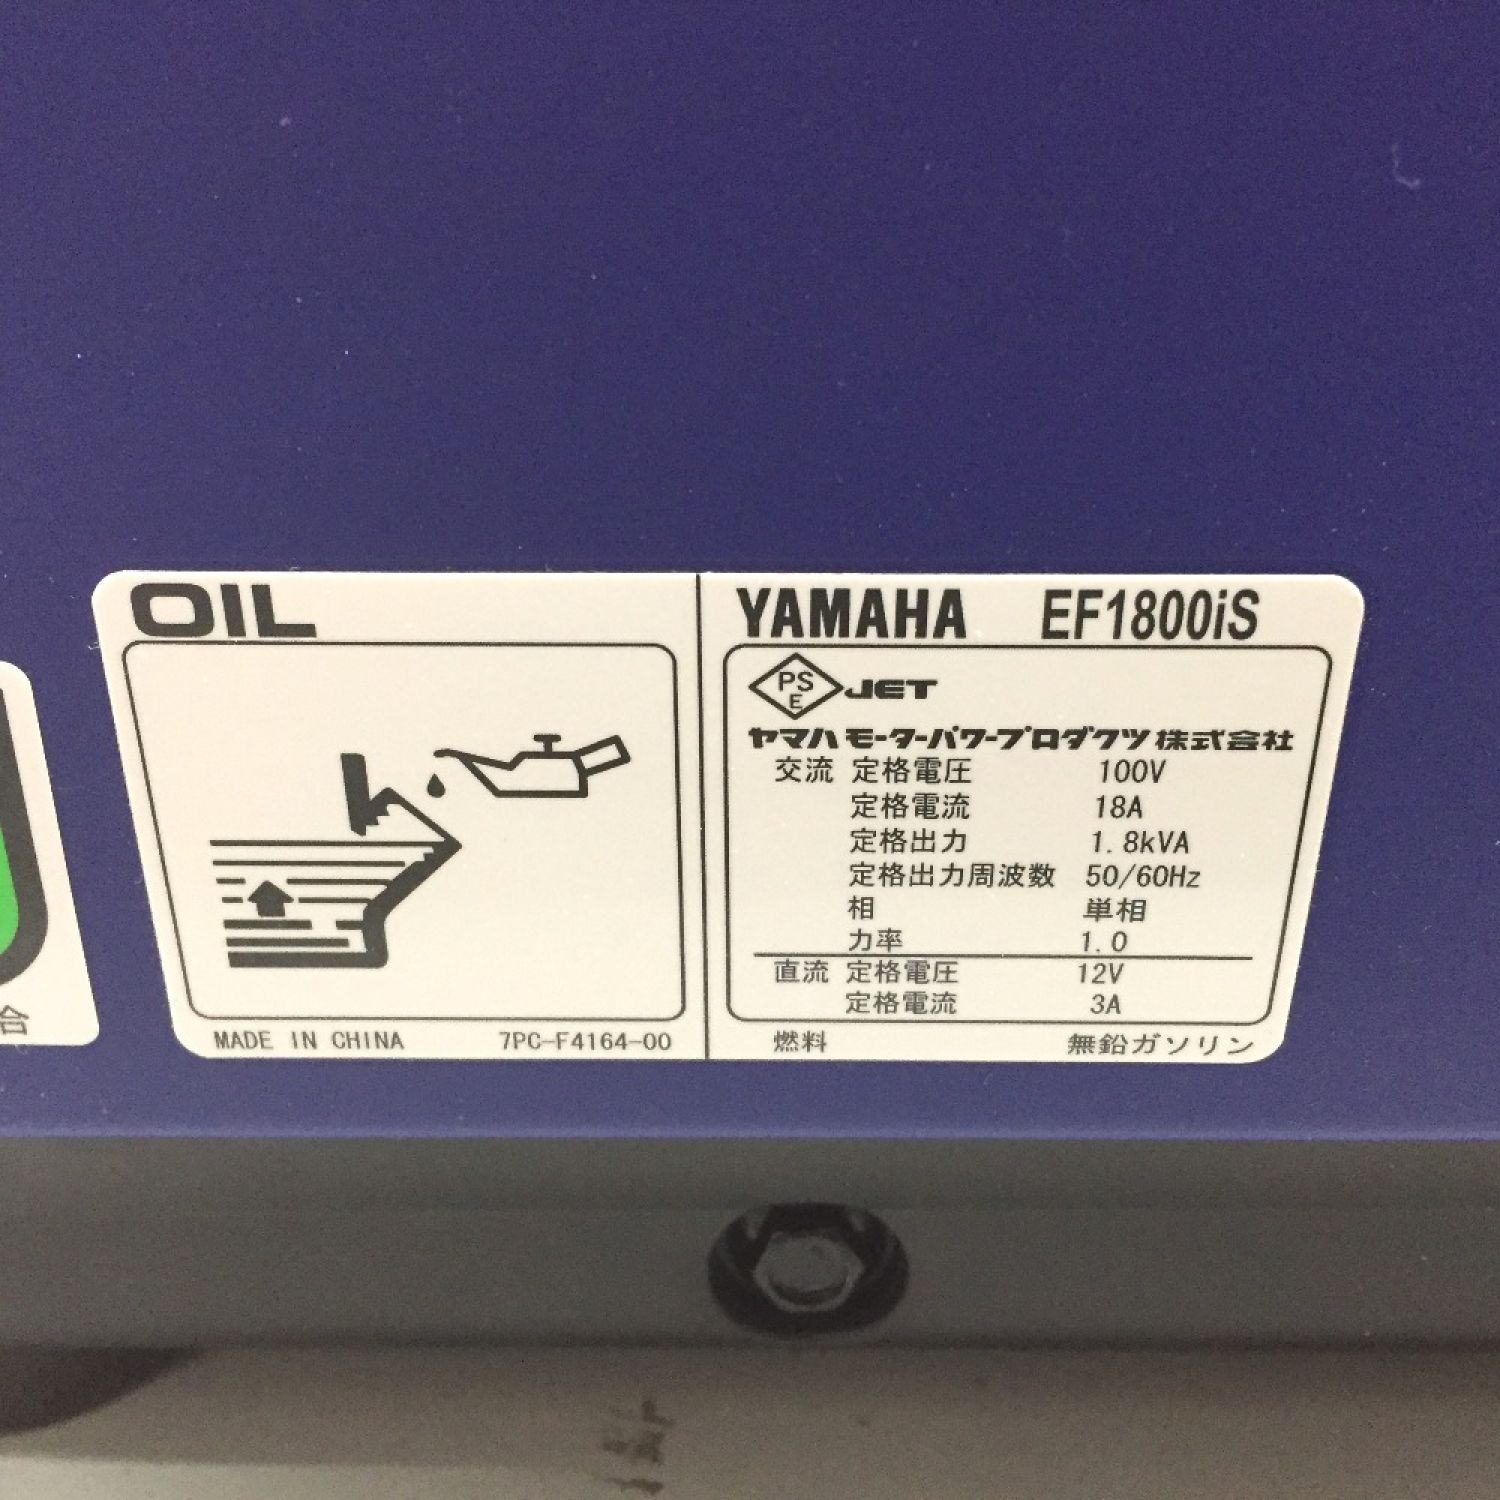 OIL
MADE IN CHINA 7PC-F4164-00
YAMAHA EF1800iS
PS
E
JET
ヤマハモーターパワープロダクツ株式会社
交流 定格電圧 100V
定格電流 18A
定格出力 1.8kVA
定格出力周波数 50/60Hz
相 単相
力率 1.0
直流 定格電圧 12V
定格電流 3A
燃料 無鉛ガソリン
合